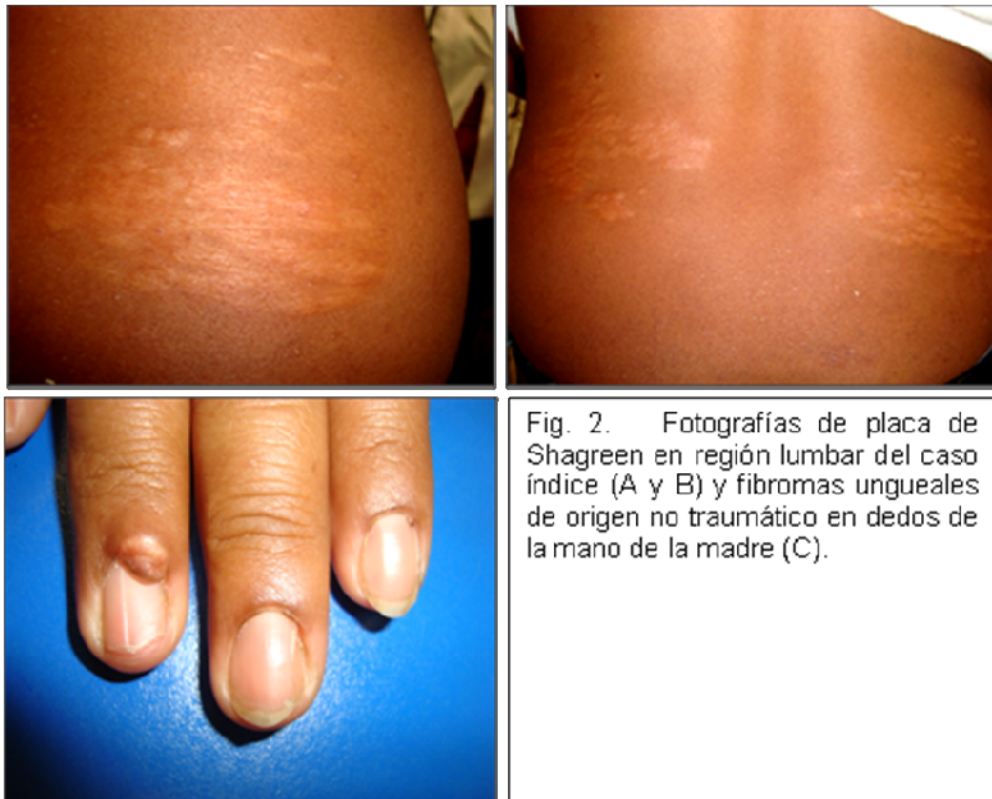 Fig. 2. Fotografías de placa de
Shagreen en región lumbar del caso
índice (A y B) y fibromas ungueales
de origen no traumático en dedos de
la mano de la madre (C).